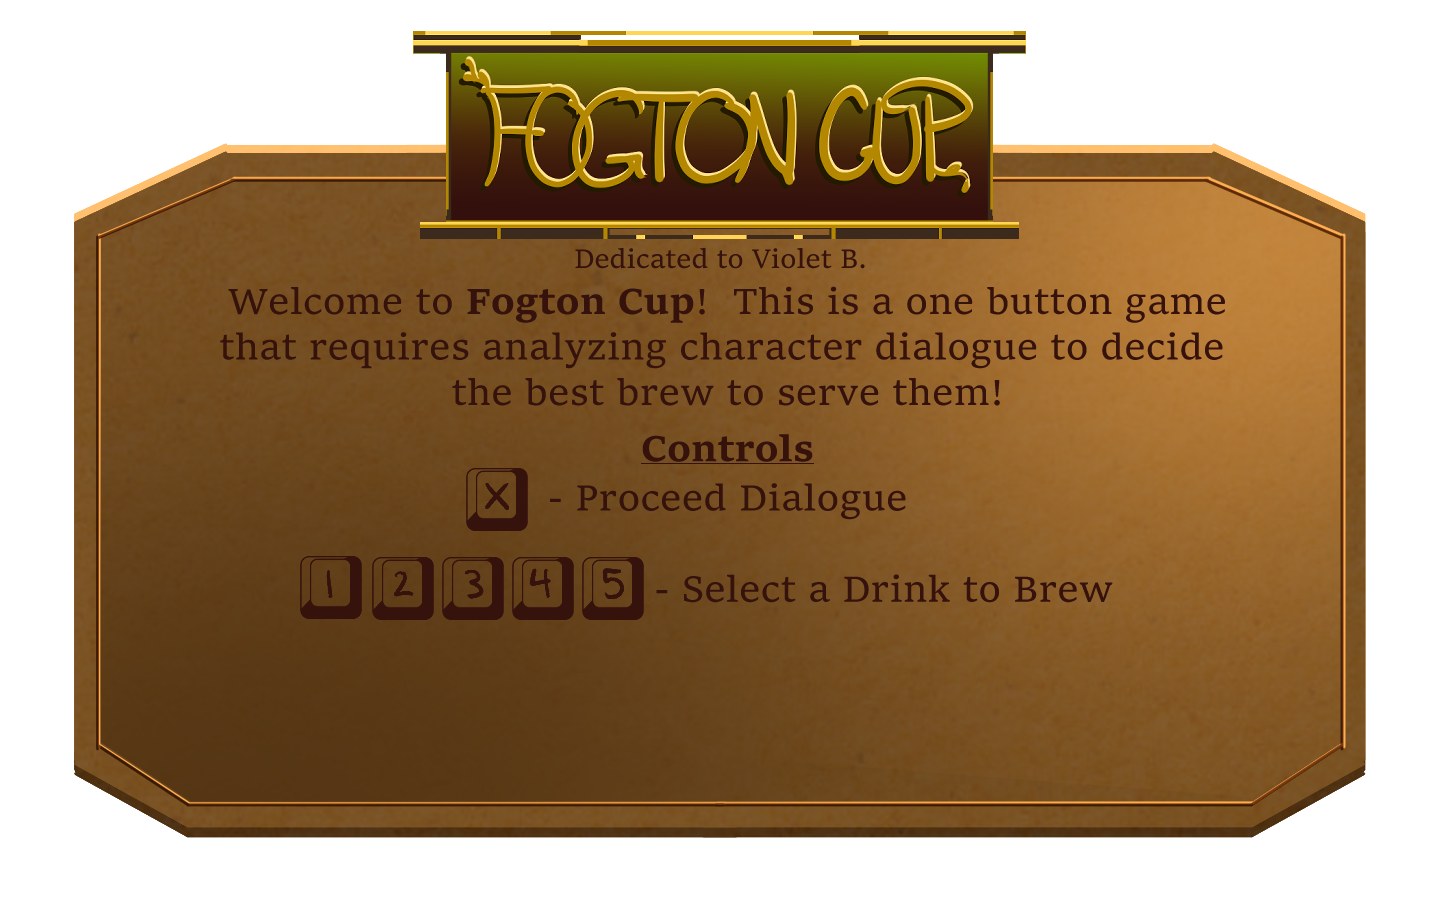 FOGTON CUP
Dedicated to Violet B.
Welcome to Fogton Cup!  This is a one button game
that requires analyzing character dialogue to decide
the best brew to serve them!
Controls
X - Proceed Dialogue
1 2 3 4 5 - Select a Drink to Brew